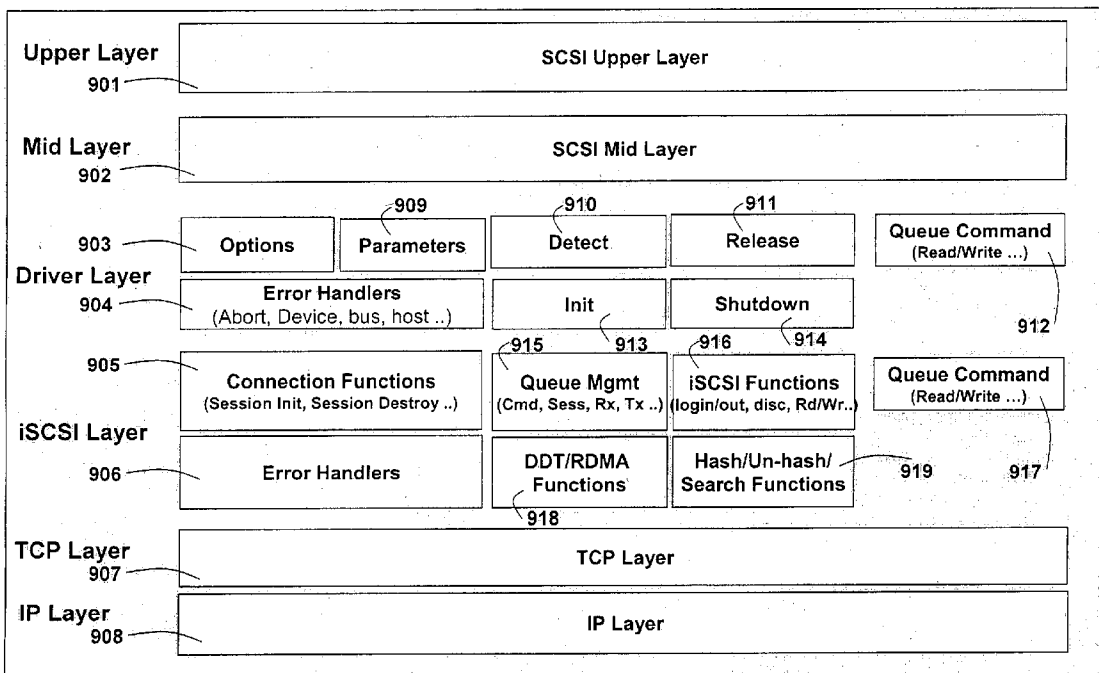 Upper Layer
901
SCSI Upper Layer
Mid Layer
902
SCSI Mid Layer
909
910
911
903
Options
Parameters
Detect
Release
Queue Command
(Read/Write ...)
Driver Layer
904
Error Handlers
(Abort, Device, bus, host ..)
Init
Shutdown
912
915
913
916
914
905
Connection Functions
(Session Init, Session Destroy ..)
Queue Mgmt
(Cmd, Sess, Rx, Tx ..)
iSCSI Functions
(login/out, disc, Rd/Wr..)
Queue Command
(Read/Write ...)
iSCSI Layer
906
Error Handlers
DDT/RDMA
Functions
Hash/Un-hash/
Search Functions
919
917
918
TCP Layer
907
TCP Layer
IP Layer
908
IP Layer